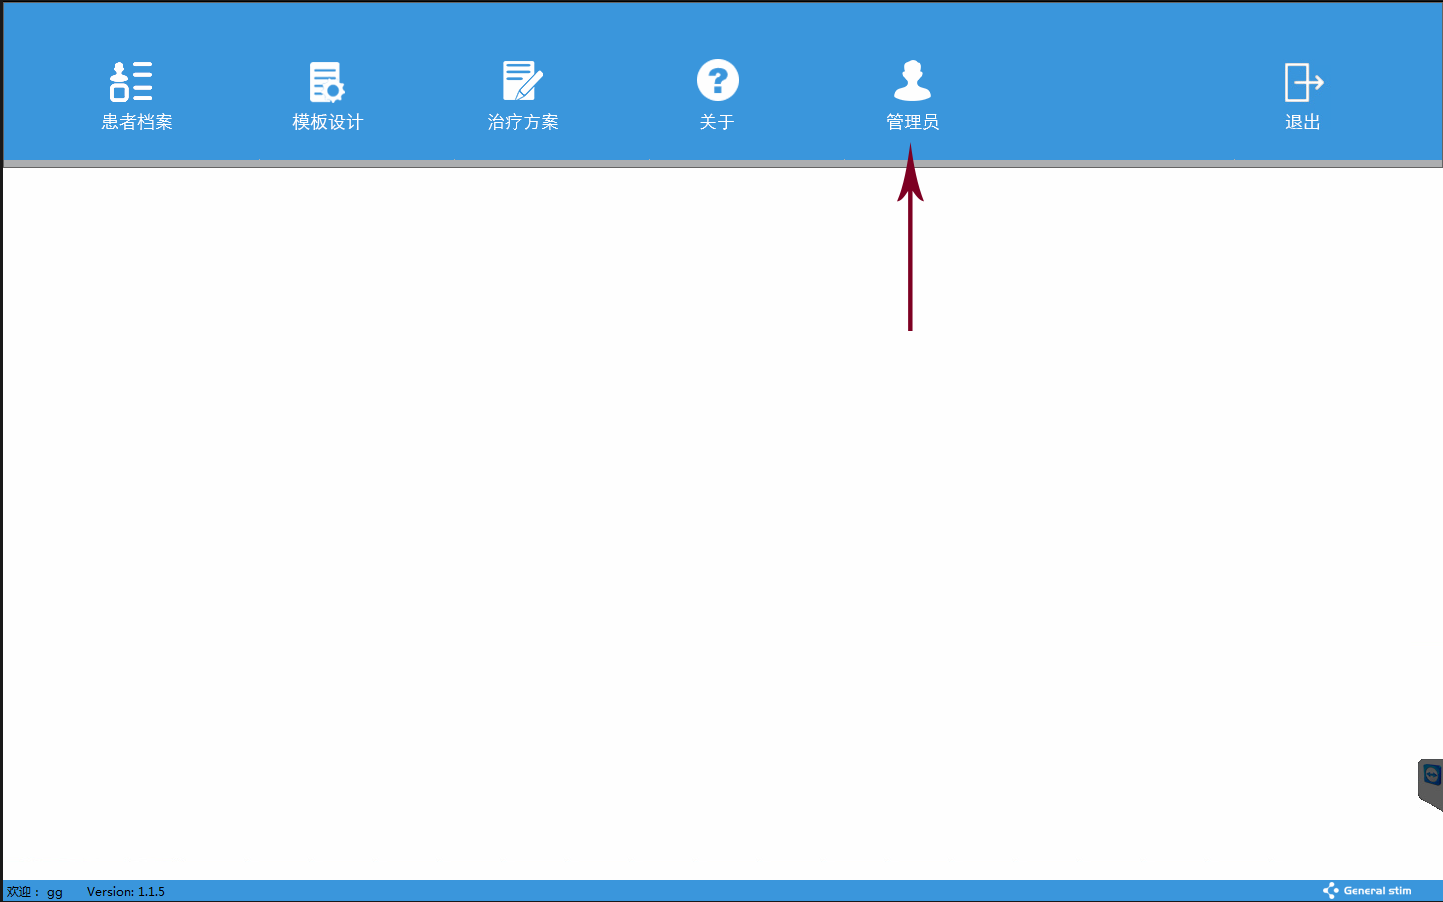 患者档案
模板设计
治疗方案
关于
管理员
退出
欢迎： gg Version: 1.1.5
General stim